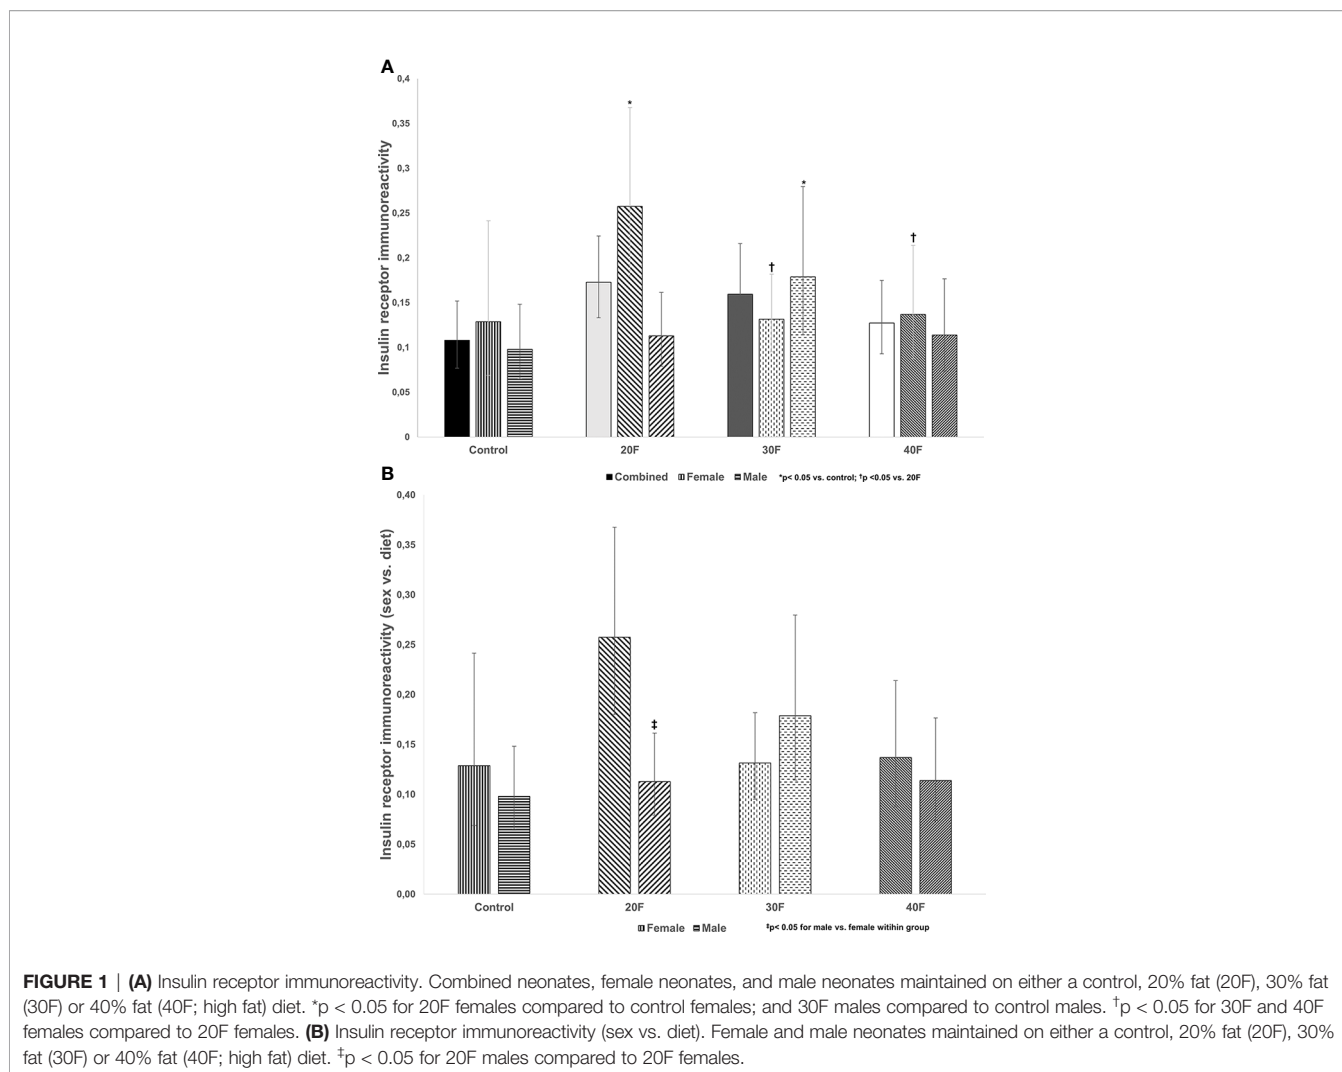 A
0,4
0,35
0,3
0,25
0,2
0,15
0,1
0,05
0
Insulin receptor immunoreactivity
*
†
*
†
Control 20F 30F 40F
Combined Female Male *p< 0.05 vs. control; †p <0.05 vs. 20F
B
0,40
0,35
0,30
0,25
0,20
0,15
0,10
0,05
0,00
Insulin receptor immunoreactivity (sex vs. diet)
‡
Control 20F 30F 40F
Female Male ‡p< 0.05 for male vs. female witihin group
FIGURE 1 | (A) Insulin receptor immunoreactivity. Combined neonates, female neonates, and male neonates maintained on either a control, 20% fat (20F), 30% fat
(30F) or 40% fat (40F; high fat) diet. *p < 0.05 for 20F females compared to control females; and 30F males compared to control males. †p < 0.05 for 30F and 40F
females compared to 20F females. (B) Insulin receptor immunoreactivity (sex vs. diet). Female and male neonates maintained on either a control, 20% fat (20F), 30%
fat (30F) or 40% fat (40F; high fat) diet. ‡p < 0.05 for 20F males compared to 20F females.